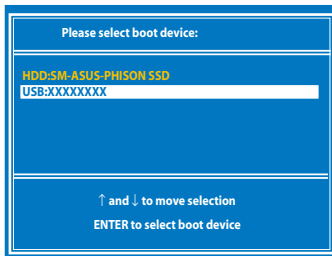 Please select boot device:
HDD:SM-ASUS-PHISON SSD
USB:XXXXXXXX
↑ and ↓ to move selection
ENTER to select boot device